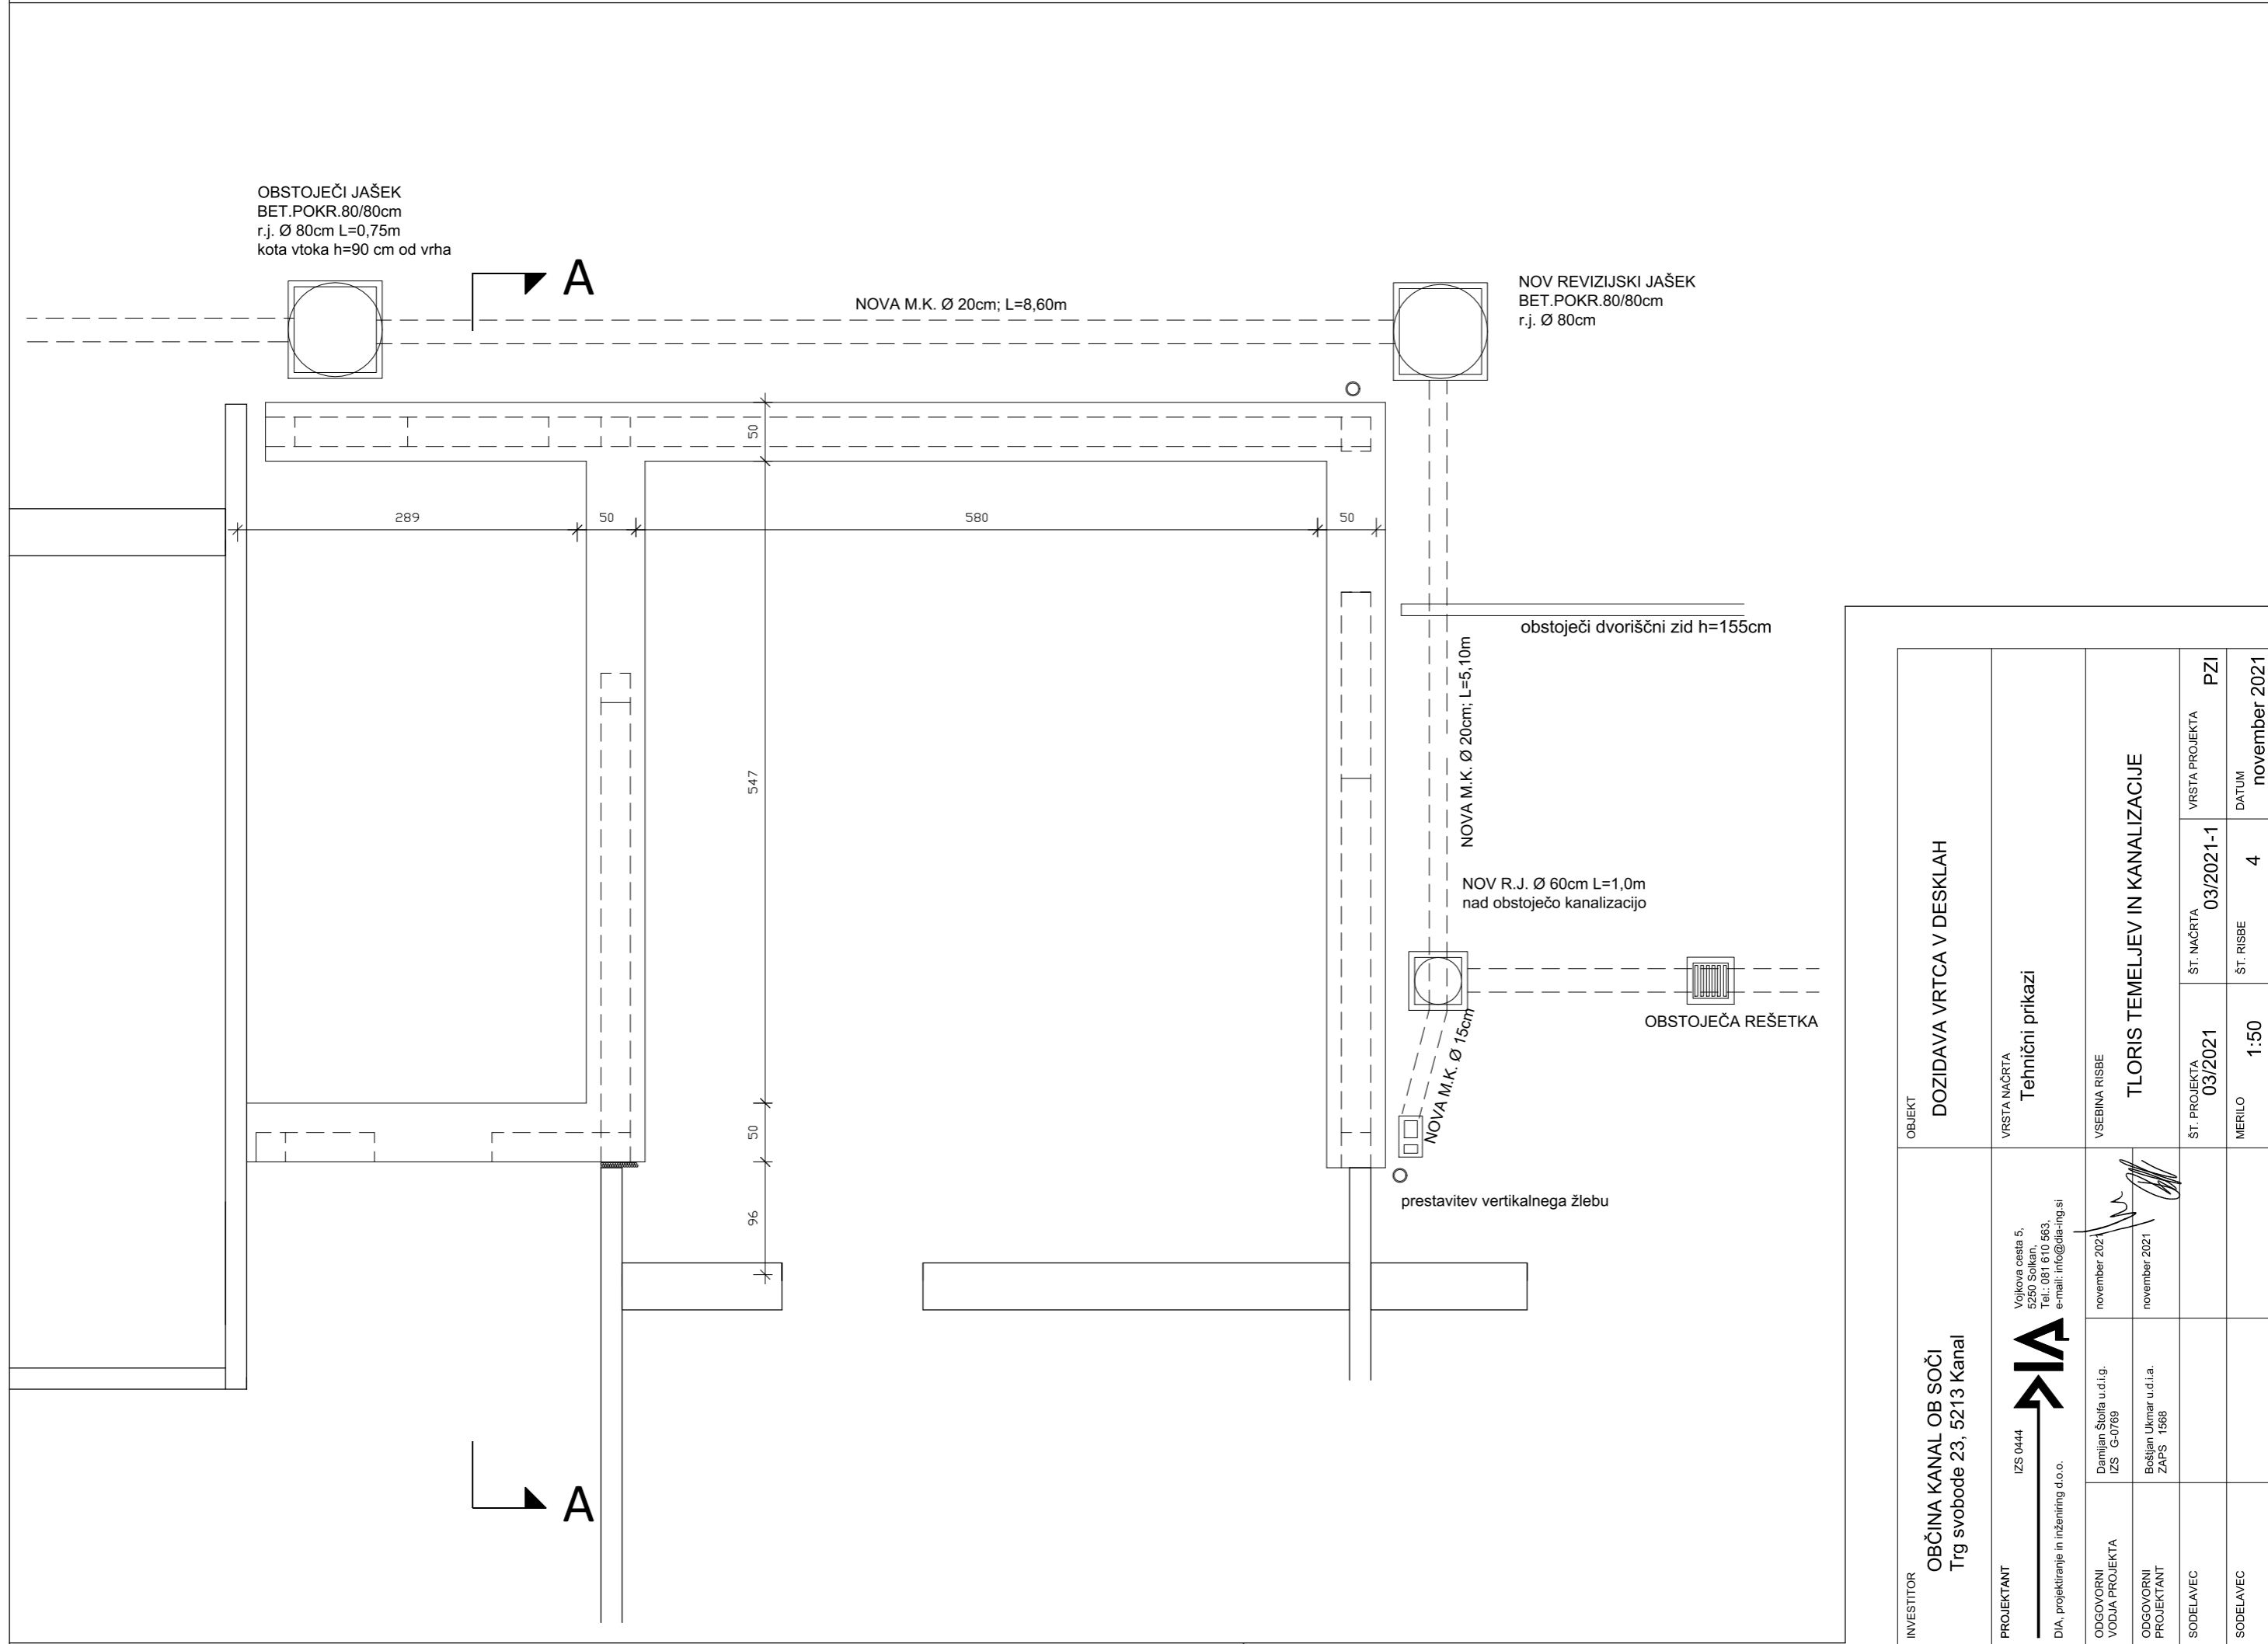 OBSTOJEČI JAŠEK
BET.POKR.80/80cm
r.j. Ø 80cm L=0,75m
kota vtoka h=90 cm od vrha
A
NOVA M.K. Ø 20cm; L=8,60m
NOV REVIZIJSKI JAŠEK
BET.POKR.80/80cm
r.j. Ø 80cm
50
289
50
580
50
obstoječi dvoriščni zid h=155cm
NOVA M.K. Ø 20cm; L=5,10m
547
NOV R.J. Ø 60cm L=1,0m
nad obstoječo kanalizacijo
OBSTOJEČA REŠETKA
NOVA M.K. Ø 15cm
50
96
prestavitev vertikalnega žlebu
A
INVESTITOR
OBČINA KANAL OB SOČI
Trg svobode 23, 5213 Kanal
OBJEKT
DOZIDAVA VRTCA V DESKLAH
PROJEKTANT
IZS 0444
DIA
DIA, projektiranje in inženiring d.o.o.
Vojkova cesta 5,
5250 Solkan,
Tel.: 081 610 563,
e-mail: info@dia-ing.si
VRSTA NAČRTA
Tehnični prikazi
ODGOVORNI
VODJA PROJEKTA
Damijan Štolfa u.d.i.g.
IZS G-0769
november 2021
VSEBINA RISBE
TLORIS TEMELJEV IN KANALIZACIJE
ODGOVORNI
PROJEKTANT
Boštjan Ukmar u.d.i.a.
ZAPS 1568
november 2021
SODELAVEC
ŠT. PROJEKTA
03/2021
ŠT. NAČRTA
03/2021-1
VRSTA PROJEKTA
PZI
SODELAVEC
MERILO
1:50
ŠT. RISBE
4
DATUM
november 2021